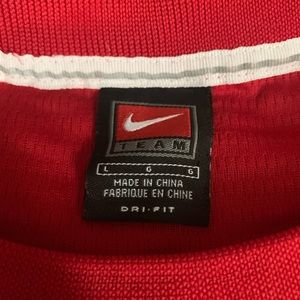 TEAM
L G G
MADE IN CHINA
FABRIQUE EN CHINE
DRI-FIT